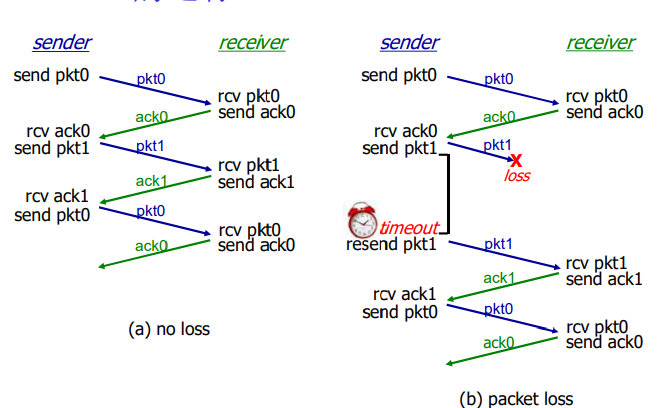 sender
receiver
send pkt0
pkt0
rcv pkt0
send ack0
ack0
rcv ack0
send pkt1
pkt1
rcv pkt1
send ack1
ack1
rcv ack1
send pkt0
pkt0
rcv pkt0
send ack0
ack0
(a) no loss
sender
receiver
send pkt0
pkt0
rcv pkt0
send ack0
ack0
rcv ack0
send pkt1
pkt1
X
loss
timeout
resend pkt1
pkt1
rcv pkt1
send ack1
ack1
rcv ack1
send pkt0
pkt0
rcv pkt0
send ack0
ack0
(b) packet loss